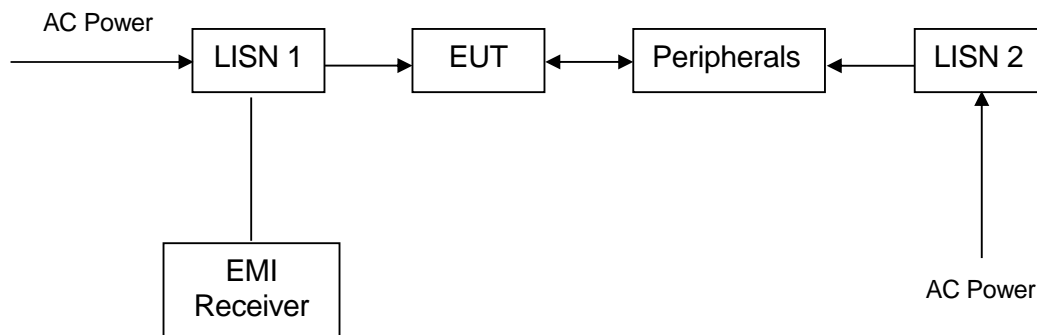 AC Power
LISN 1
EUT
Peripherals
LISN 2
EMI
Receiver
AC Power